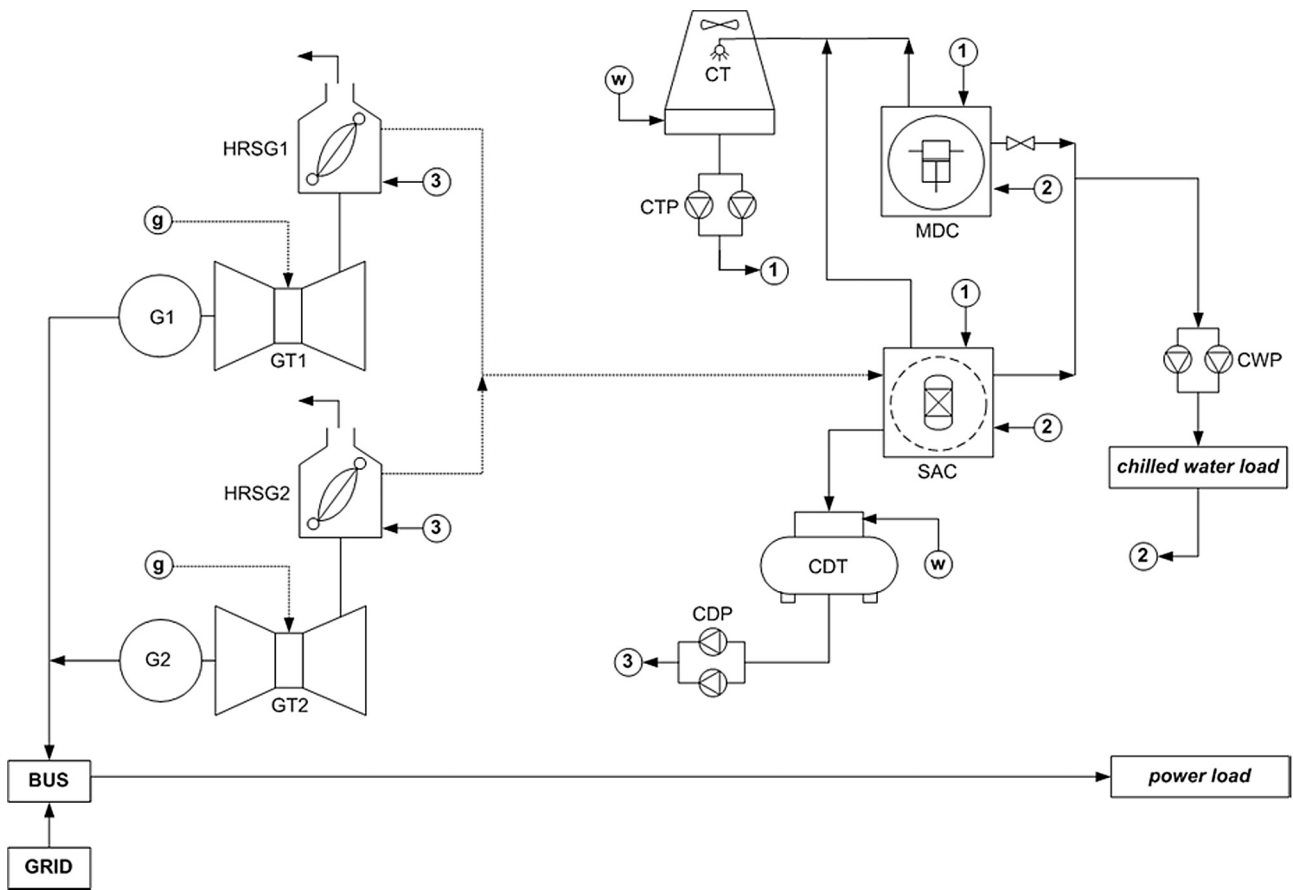 CT
1
w
HRSG1
3
2
CTP
MDC
g
1
1
G1
GT1
CWP
SAC
2
chilled water load
HRSG2
3
g
CDT
w
2
CDP
G2
3
GT2
BUS
power load
GRID